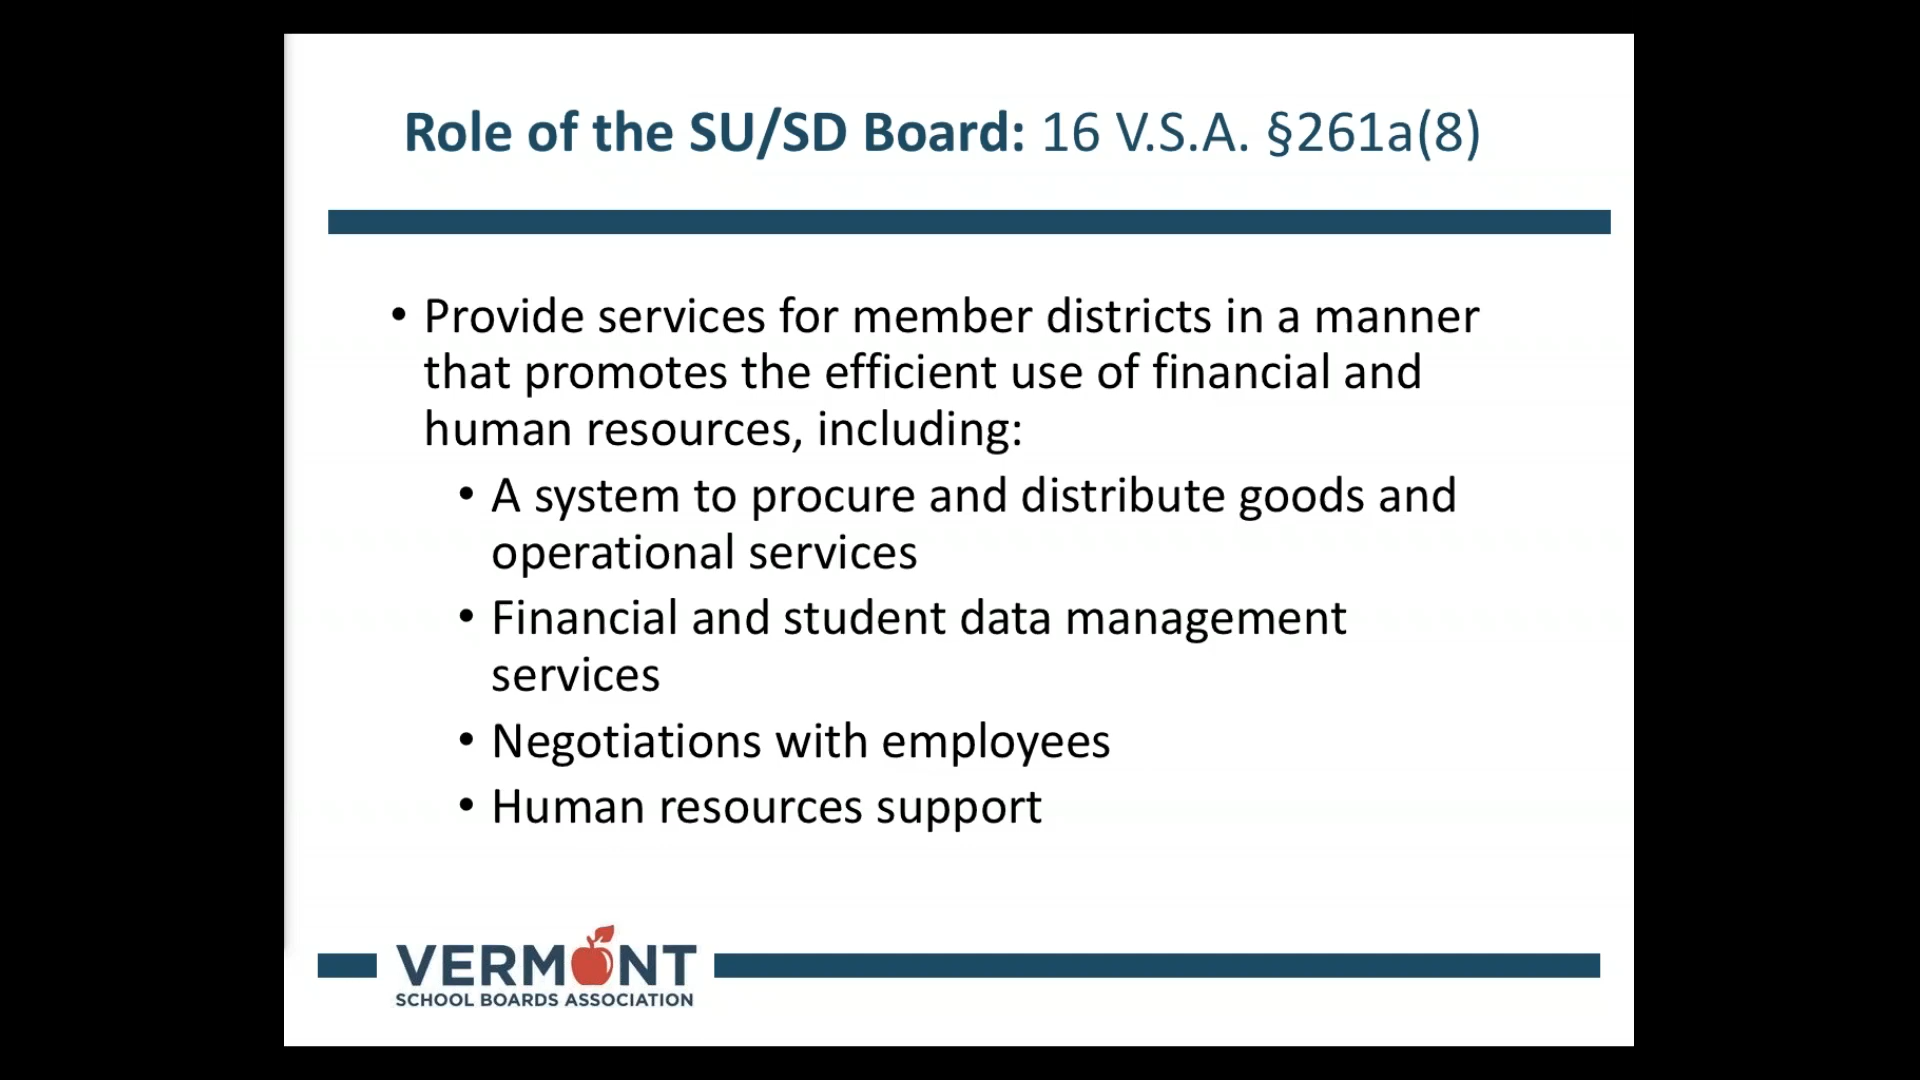 Role of the SU/SD Board: 16 V.S.A. §261a(8)
• Provide services for member districts in a manner
that promotes the efficient use of financial and
human resources, including:
• A system to procure and distribute goods and
operational services
• Financial and student data management
services
• Negotiations with employees
• Human resources support
VERMONT
SCHOOL BOARDS ASSOCIATION